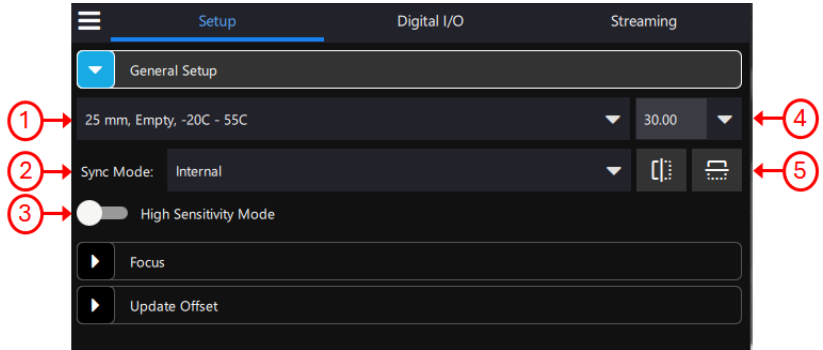 Setup Digital I/O Streaming
General Setup
1 25 mm, Empty, -20C - 55C 30.00 4
2 Sync Mode: Internal 5
3 High Sensitivity Mode
Focus
Update Offset